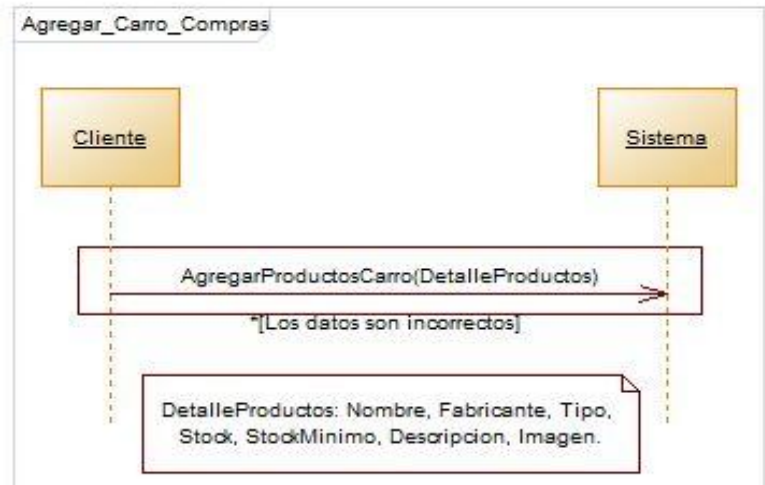 Agregar_Carro_Compras
Cliente
Sistema
AgregarProductosCarro(DetalleProductos)
*[Los datos son incorrectos]
DetalleProductos: Nombre, Fabricante, Tipo,
Stock, StockMinimo, Descripcion, Imagen.